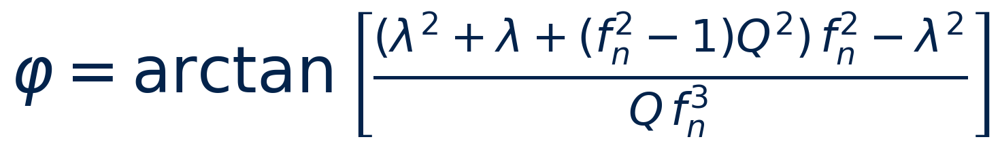 φ = arctan [ ((λ² + λ + (fₙ² − 1)Q²) fₙ² − λ²) / (Q fₙ³) ]